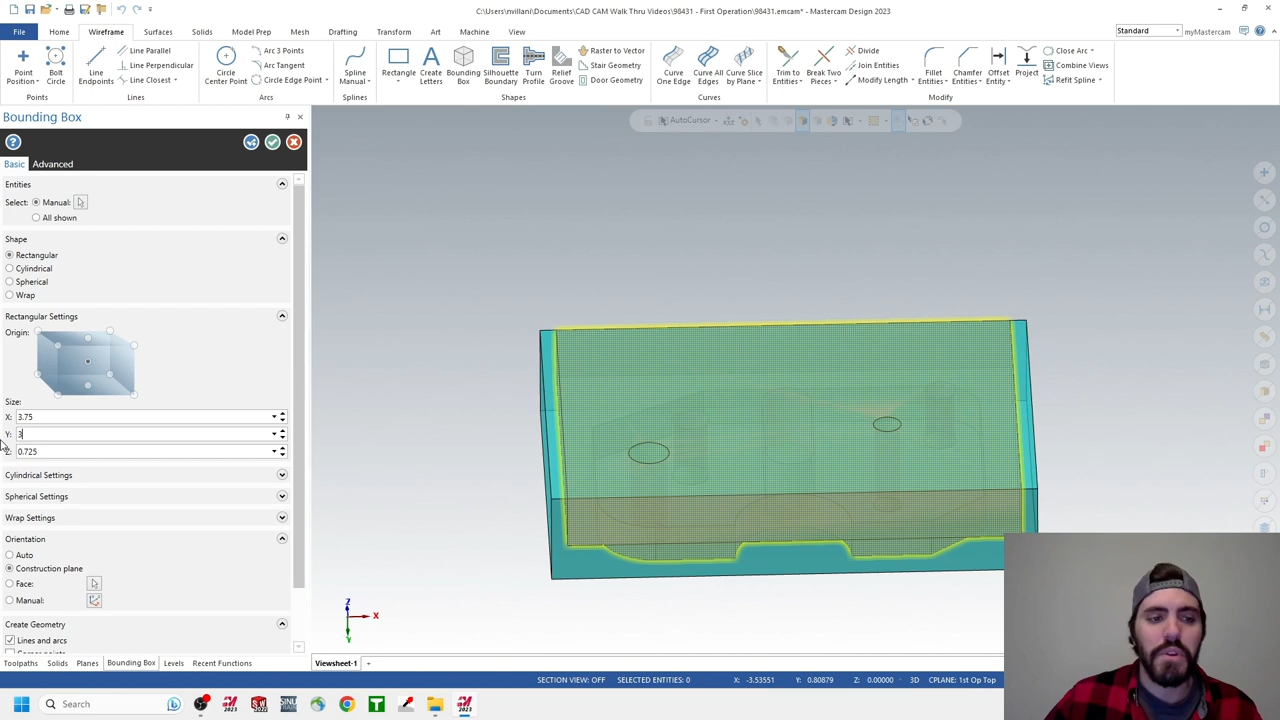 C:\Users\nvillani\Documents\CAD CAM Walk Thru Videos\98431 - First Operation\98431.emcam* - Mastercam Design 2023
File Home Wireframe Surfaces Solids Model Prep Mesh Drafting Transform Art Machine View Standard myMastercam
Point Position Bolt Circle
Points
Line Endpoints Line Parallel
Line Perpendicular
Line Closest
Lines
Circle Center Point Arc 3 Points
Arc Tangent
Circle Edge Point
Arcs
Spline Manual
Splines
Rectangle Create Letters Bounding Box Silhouette Boundary Turn Profile Relief Groove Raster to Vector
Stair Geometry
Door Geometry
Shapes
Curve One Edge Curve All Edges Curve Slice by Plane
Curves
Trim to Entities Break Two Pieces Divide
Join Entities
Modify Length
Fillet Entities Chamfer Entities Offset Entity Project Close Arc
Combine Views
Refit Spline
Modify
Bounding Box
Basic Advanced
AutoCursor
Entities
Select: Manual:
All shown
Shape
Rectangular
Cylindrical
Spherical
Wrap
Rectangular Settings
Origin:
Size:
X: 3.75
Y: 3
Z: 0.725
Cylindrical Settings
Spherical Settings
Wrap Settings
Orientation
Auto
Construction plane
Face:
Manual:
Create Geometry
Lines and arcs
Z
X
Y
Toolpaths Solids Planes Bounding Box Levels Recent Functions Viewsheet-1 +
SECTION VIEW: OFF SELECTED ENTITIES: 0 X: -3.53551 Y: 0.80879 Z: 0.00000 3D CPLANE: 1st Op Top
Search